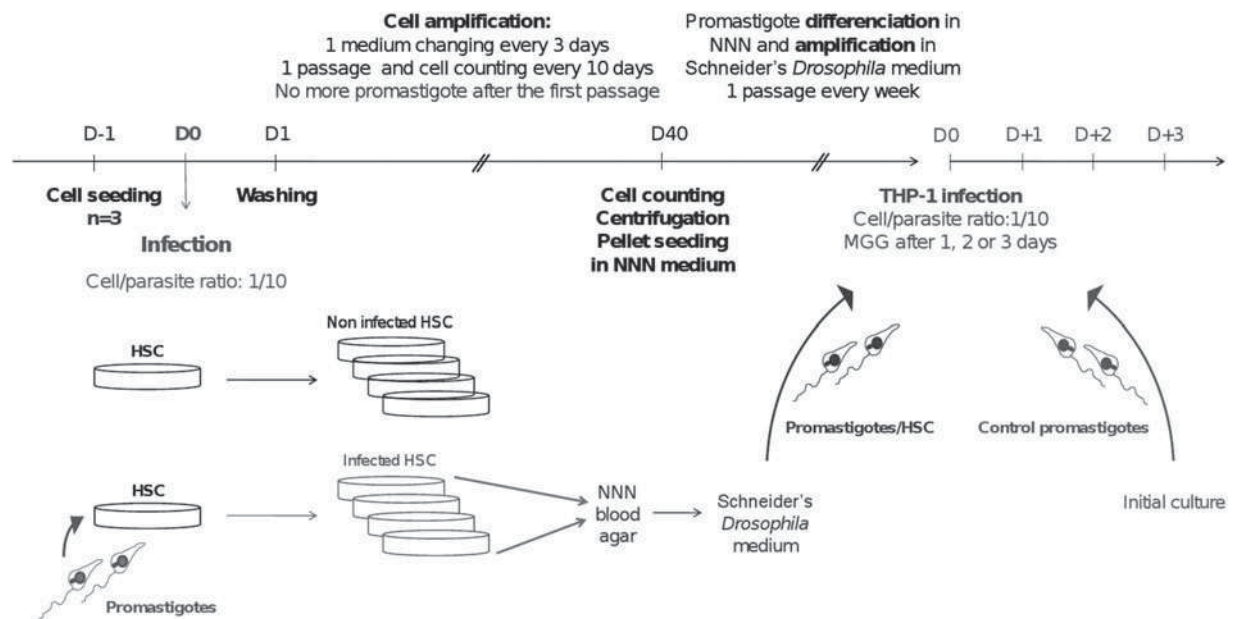 Cell amplification:
1 medium changing every 3 days
1 passage and cell counting every 10 days
No more promastigote after the first passage
Promastigote differenciation in
NNN and amplification in
Schneider's Drosophila medium
1 passage every week
D-1
D0
D1
D40
D0
D+1
D+2
D+3
Cell seeding
n=3
Washing
Infection
Cell/parasite ratio: 1/10
Cell counting
Centrifugation
Pellet seeding
in NNN medium
THP-1 infection
Cell/parasite ratio:1/10
MGG after 1, 2 or 3 days
HSC
Non infected HSC
HSC
Infected HSC
Promastigotes
NNN
blood
agar
Schneider's
Drosophila
medium
Promastigotes/HSC
Control promastigotes
Initial culture